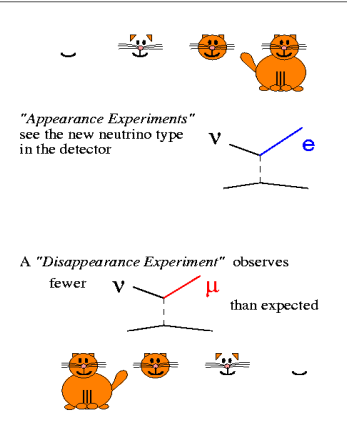 "Appearance Experiments"
see the new neutrino type
in the detector
ν e
A "Disappearance Experiment" observes
fewer ν μ
than expected